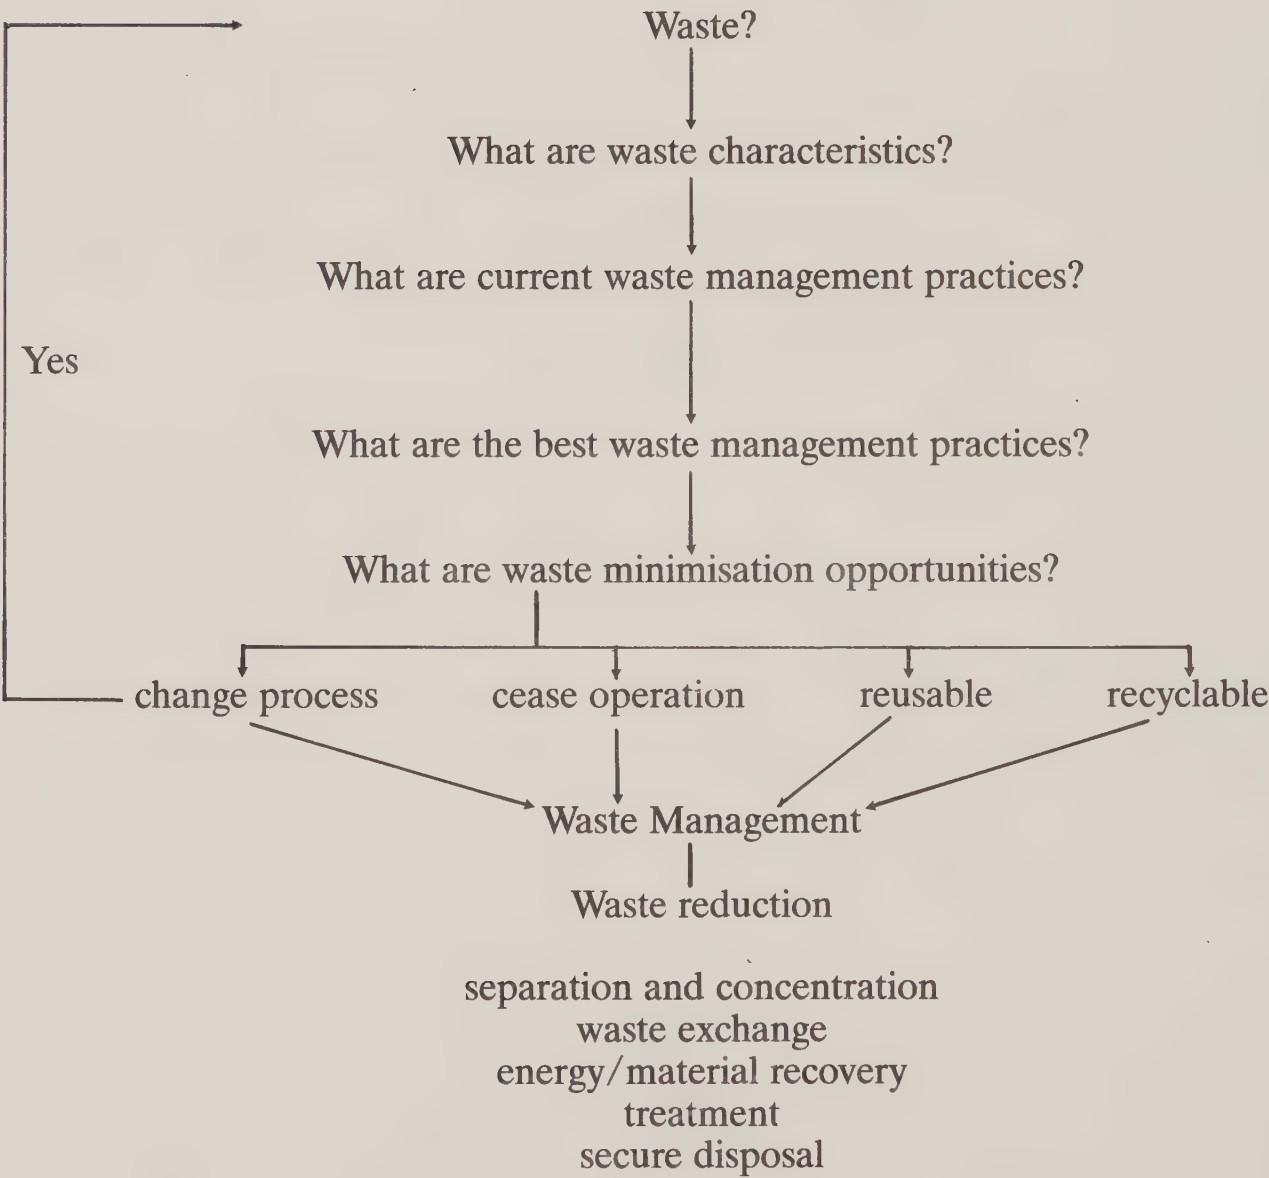 Waste?
What are waste characteristics?
What are current waste management practices?
Yes
What are the best waste management practices?
What are waste minimisation opportunities?
change process cease operation reusable recyclable
Waste Management
Waste reduction
separation and concentration
waste exchange
energy/material recovery
treatment
secure disposal